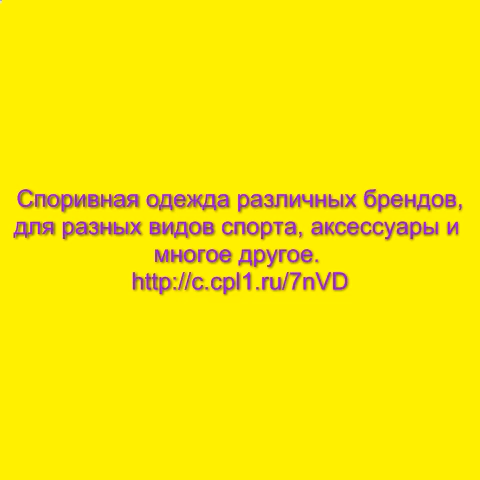 Споривная одежда различных брендов,
для разных видов спорта, аксессуары и
многое другое.
http://c.cpl1.ru/7nVD